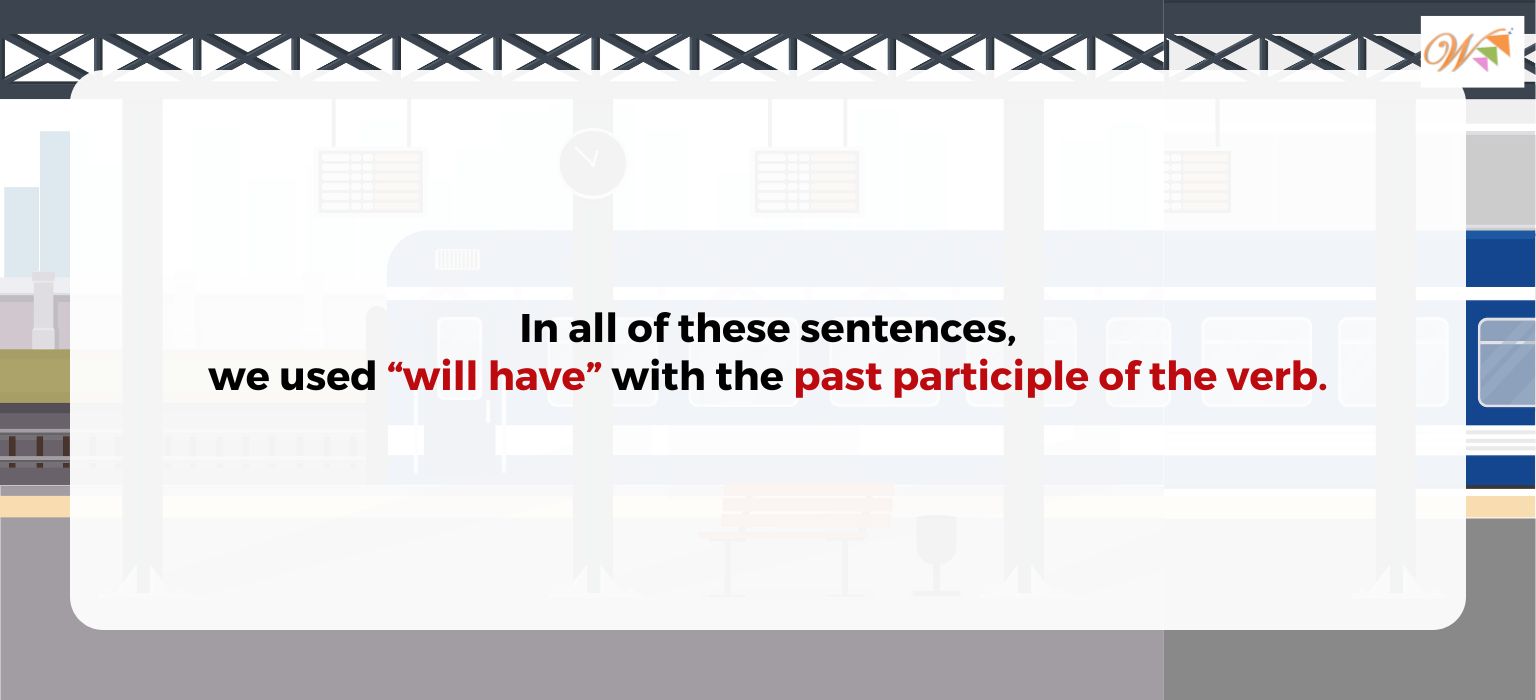 W
In all of these sentences,
we used “will have” with the past participle of the verb.